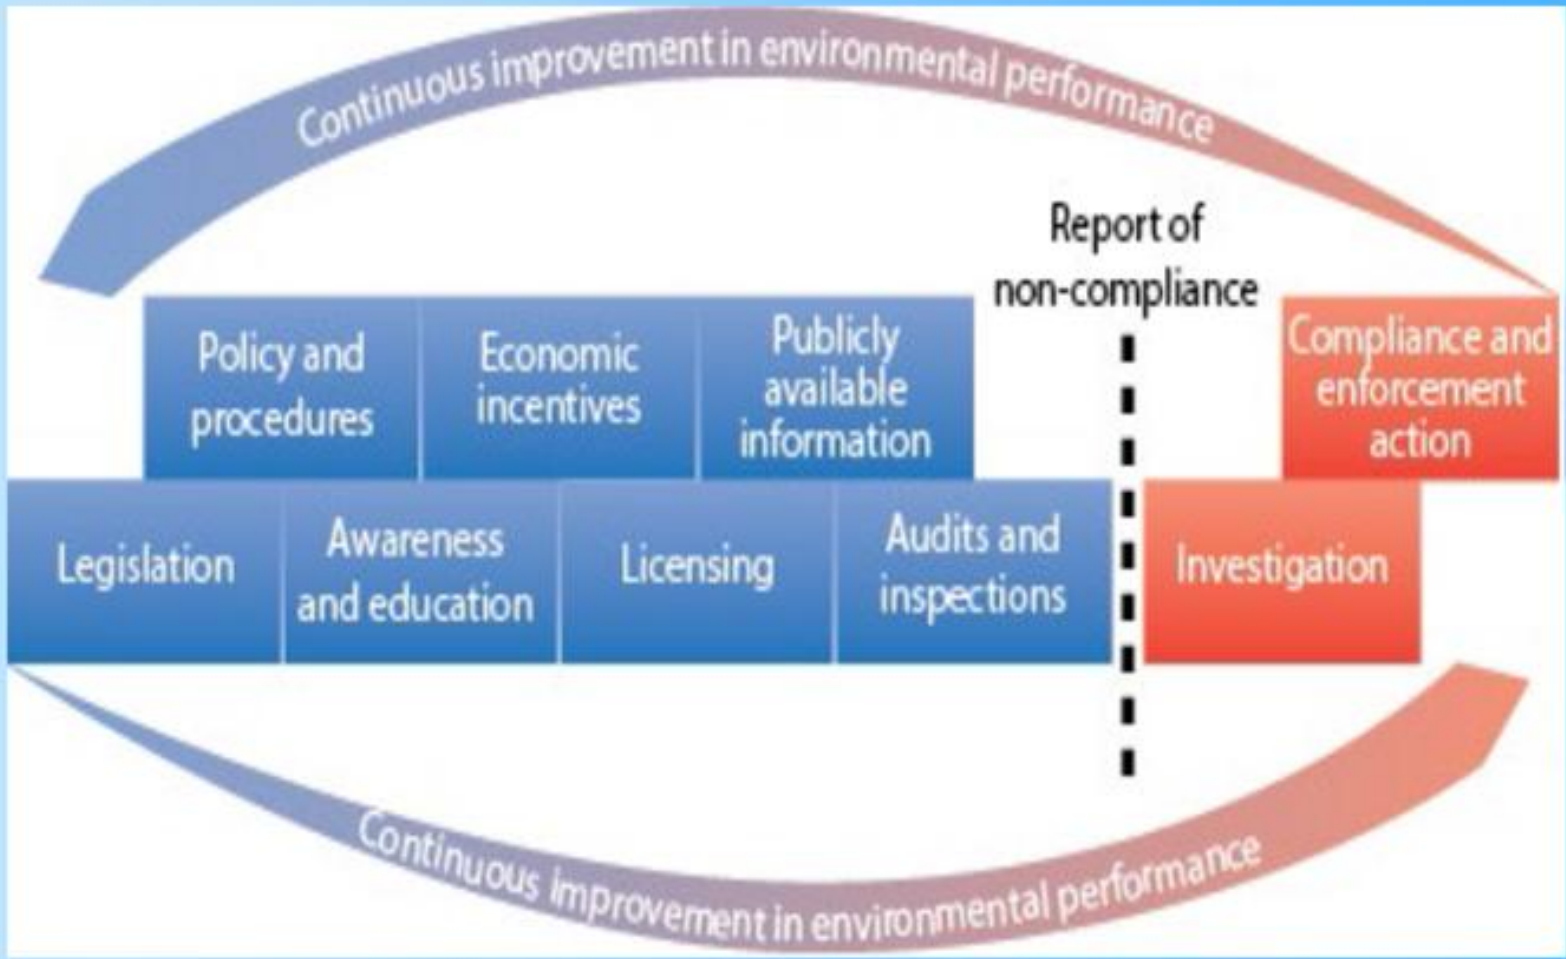 Continuous improvement in environmental performance
Report of
non-compliance
Policy and
procedures
Economic
incentives
Publicly
available
information
Compliance and
enforcement
action
Legislation
Awareness
and education
Licensing
Audits and
inspections
Investigation
Continuous improvement in environmental performance